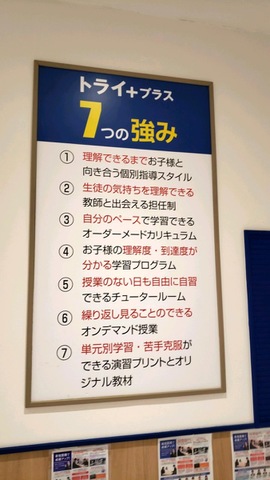 トライ+プラス
7つの強み
① 理解できるまでお子様と
向き合う個別指導スタイル
② 生徒の気持ちを理解できる
教師と出会える担任制
③ 自分のペースで学習できる
オーダーメードカリキュラム
④ お子様の理解度・到達度が
分かる学習プログラム
⑤ 授業のない日も自由に自習
できるチュータールーム
⑥ 繰り返し見ることのできる
オンデマンド授業
⑦ 単元別学習・苦手克服が
できる演習プリントとオリ
ジナル教材